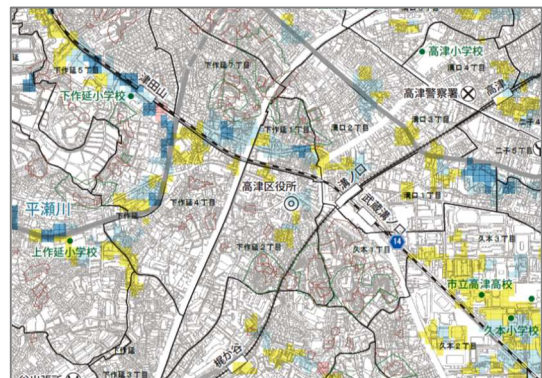 高津小学校
下作延5丁目
下作延7丁目
溝口4丁目
津田山
高津警察署
高津
下作延小学校
溝口3丁目
下作延1丁目
溝口2丁目
二子5丁目
高津区役所
溝ノ口
溝口1丁目
下作延4丁目
武蔵溝ノ口
平瀬川
下作延
久本3丁目
14
上作延小学校
下作延2丁目
久本1丁目
市立高津高校
久本小学校
上作延
梶が谷
久本2丁目
下作延3丁目